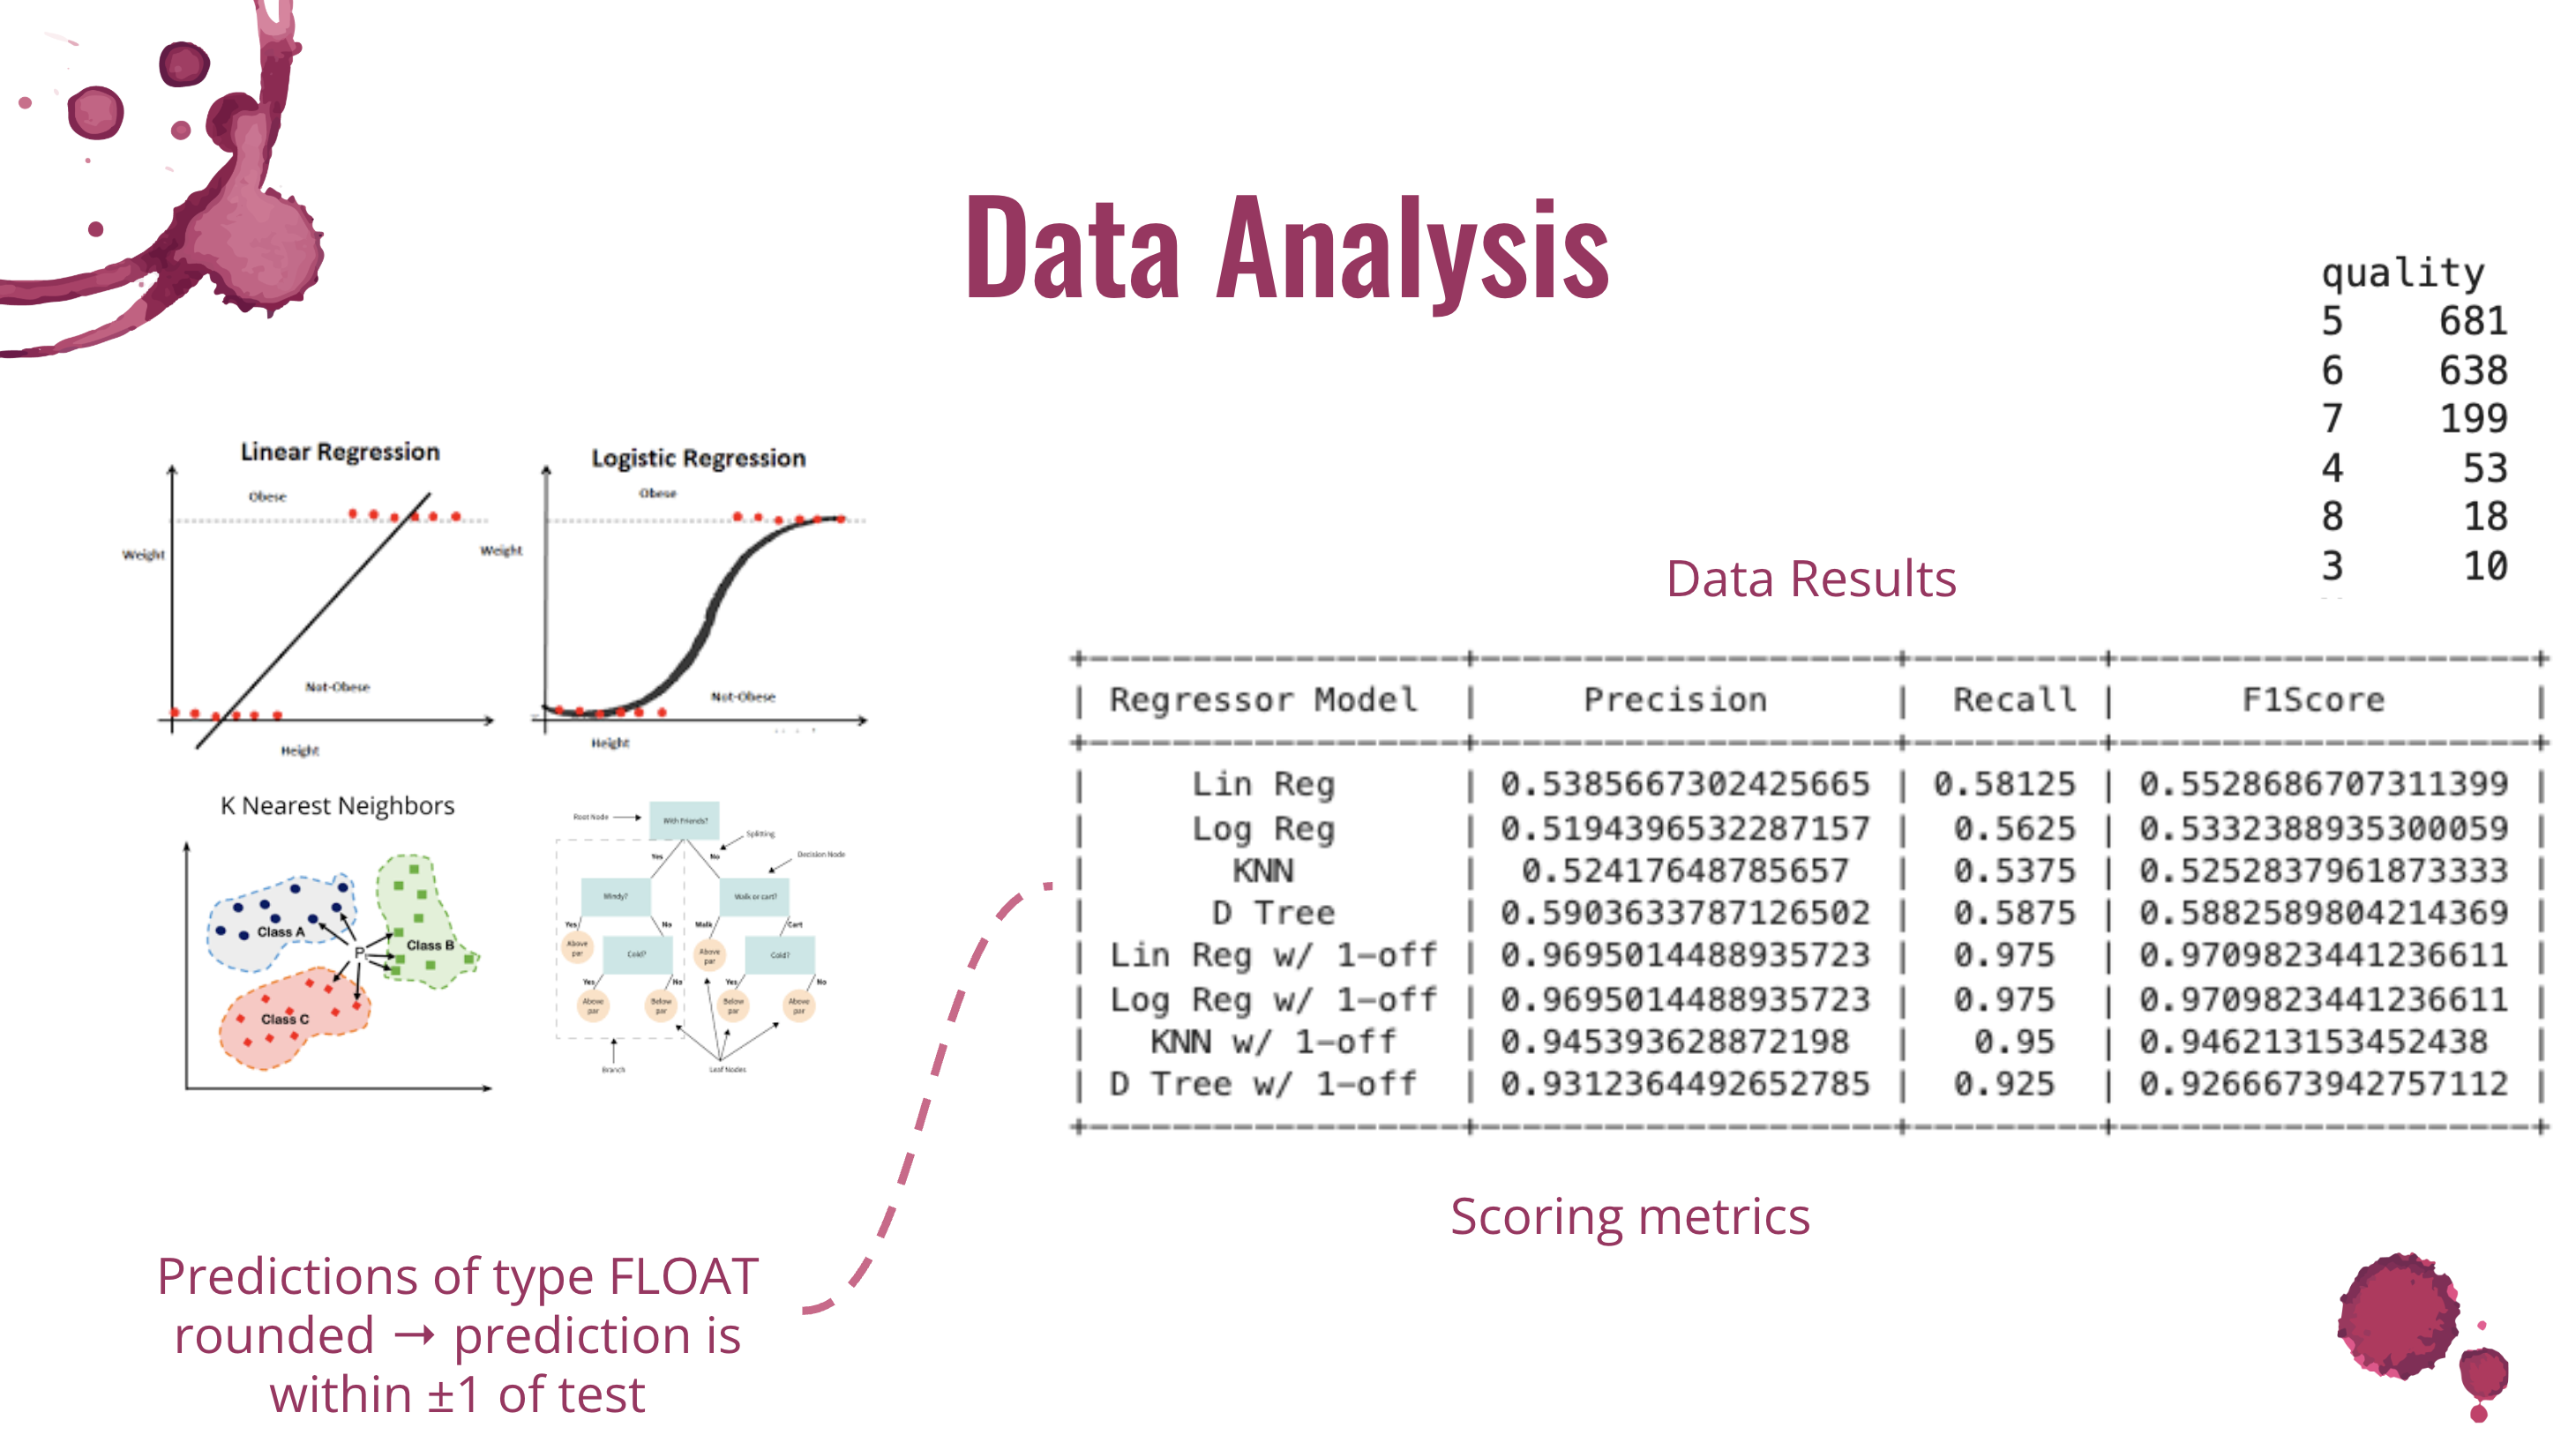 Data Analysis
quality
5 681
6 638
7 199
4 53
8 18
3 10
Linear Regression
Obese
Weight
Not-Obese
Height
Logistic Regression
Obese
Weight
Not-Obese
Height
K Nearest Neighbors
Class A
Class B
Class C
Root Node
With Friends?
Splitting
Decision Node
Yes
No
Windy?
Walk or cart?
Yes
No
Walk
Cart
Above
par
Cold?
Above
par
Cold?
Yes
No
Yes
No
Above
par
Below
par
Below
par
Above
par
Branch
Leaf Nodes
Data Results
| Regressor Model | Precision | Recall | F1Score |
| Lin Reg | 0.5385667302425665 | 0.58125 | 0.5528686707311399 |
| Log Reg | 0.5194396532287157 | 0.5625 | 0.5332388935300059 |
| KNN | 0.52417648785657 | 0.5375 | 0.5252837961873333 |
| D Tree | 0.5903633787126502 | 0.5875 | 0.5882589804214369 |
| Lin Reg w/ 1-off | 0.9695014488935723 | 0.975 | 0.9709823441236611 |
| Log Reg w/ 1-off | 0.9695014488935723 | 0.975 | 0.9709823441236611 |
| KNN w/ 1-off | 0.945393628872198 | 0.95 | 0.946213153452438 |
| D Tree w/ 1-off | 0.9312364492652785 | 0.925 | 0.9266673942757112 |
Scoring metrics
Predictions of type FLOAT
rounded → prediction is
within ±1 of test